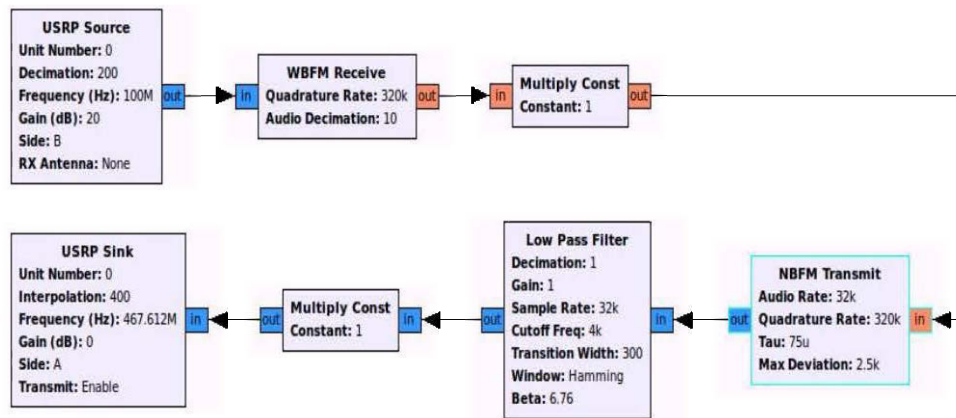 USRP Source
Unit Number: 0
Decimation: 200
Frequency (Hz): 100M
Gain (dB): 20
Side: B
RX Antenna: None
out
in
WBFM Receive
Quadrature Rate: 320k
Audio Decimation: 10
out
in
Multiply Const
Constant: 1
out
USRP Sink
Unit Number: 0
Interpolation: 400
Frequency (Hz): 467.612M
Gain (dB): 0
Side: A
Transmit: Enable
in
out
Multiply Const
Constant: 1
in
out
Low Pass Filter
Decimation: 1
Gain: 1
Sample Rate: 32k
Cutoff Freq: 4k
Transition Width: 300
Window: Hamming
Beta: 6.76
in
out
NBFM Transmit
Audio Rate: 32k
Quadrature Rate: 320k
Tau: 75u
Max Deviation: 2.5k
in